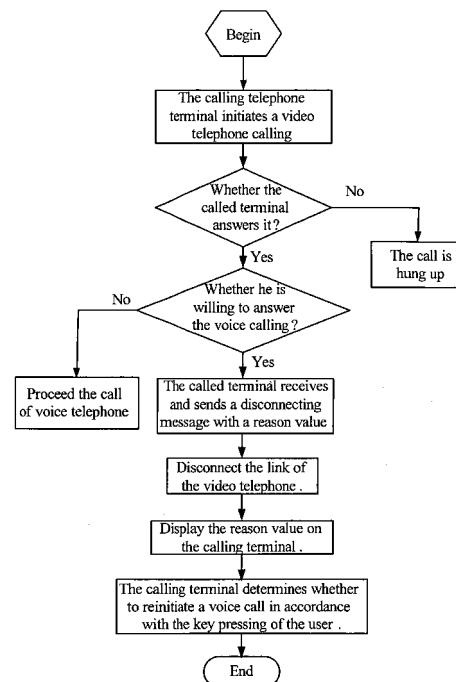 Begin
The calling telephone
terminal initiates a video
telephone calling
Whether the
called terminal
answers it?
No
The call is
hung up
Yes
Whether he is
willing to answer
the voice calling?
No
Proceed the call
of voice telephone
Yes
The called terminal receives
and sends a disconnecting
message with a reason value .
Disconnect the link of
the video telephone .
Display the reason value on
the calling terminal .
The calling terminal determines whether
to reinitiate a voice call in accordance
with the key pressing of the user .
End